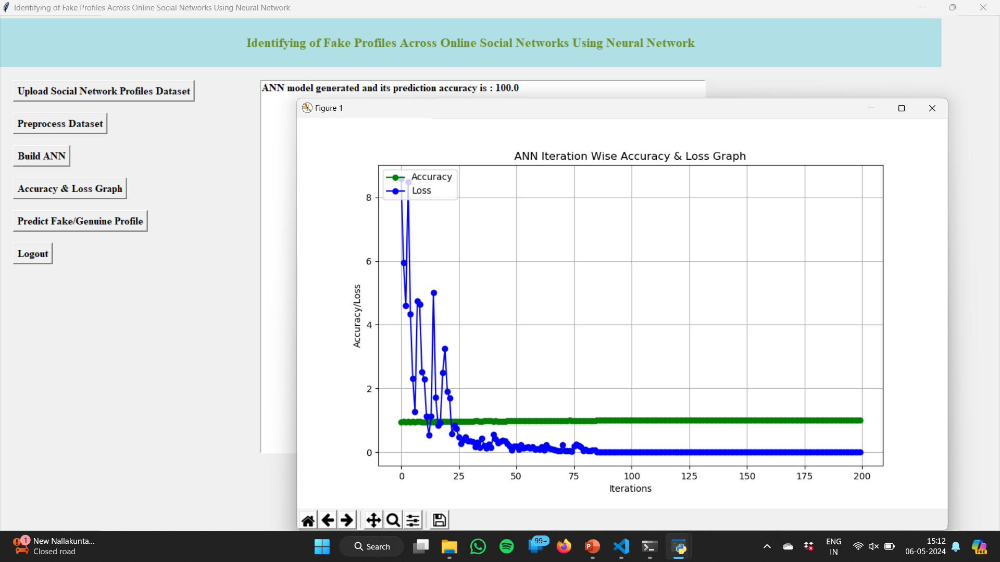 Identifying of Fake Profiles Across Online Social Networks Using Neural Network
Identifying of Fake Profiles Across Online Social Networks Using Neural Network
Upload Social Network Profiles Dataset
Preprocess Dataset
Build ANN
Accuracy & Loss Graph
Predict Fake/Genuine Profile
Logout
ANN model generated and its prediction accuracy is : 100.0
Figure 1
ANN Iteration Wise Accuracy & Loss Graph
Accuracy
Loss
Accuracy/Loss
8
6
4
2
0
0 25 50 75 100 125 150 175 200
Iterations
1
New Nallakunta...
Closed road
Search
99+
P
ENG
IN
15:12
06-05-2024
PRE